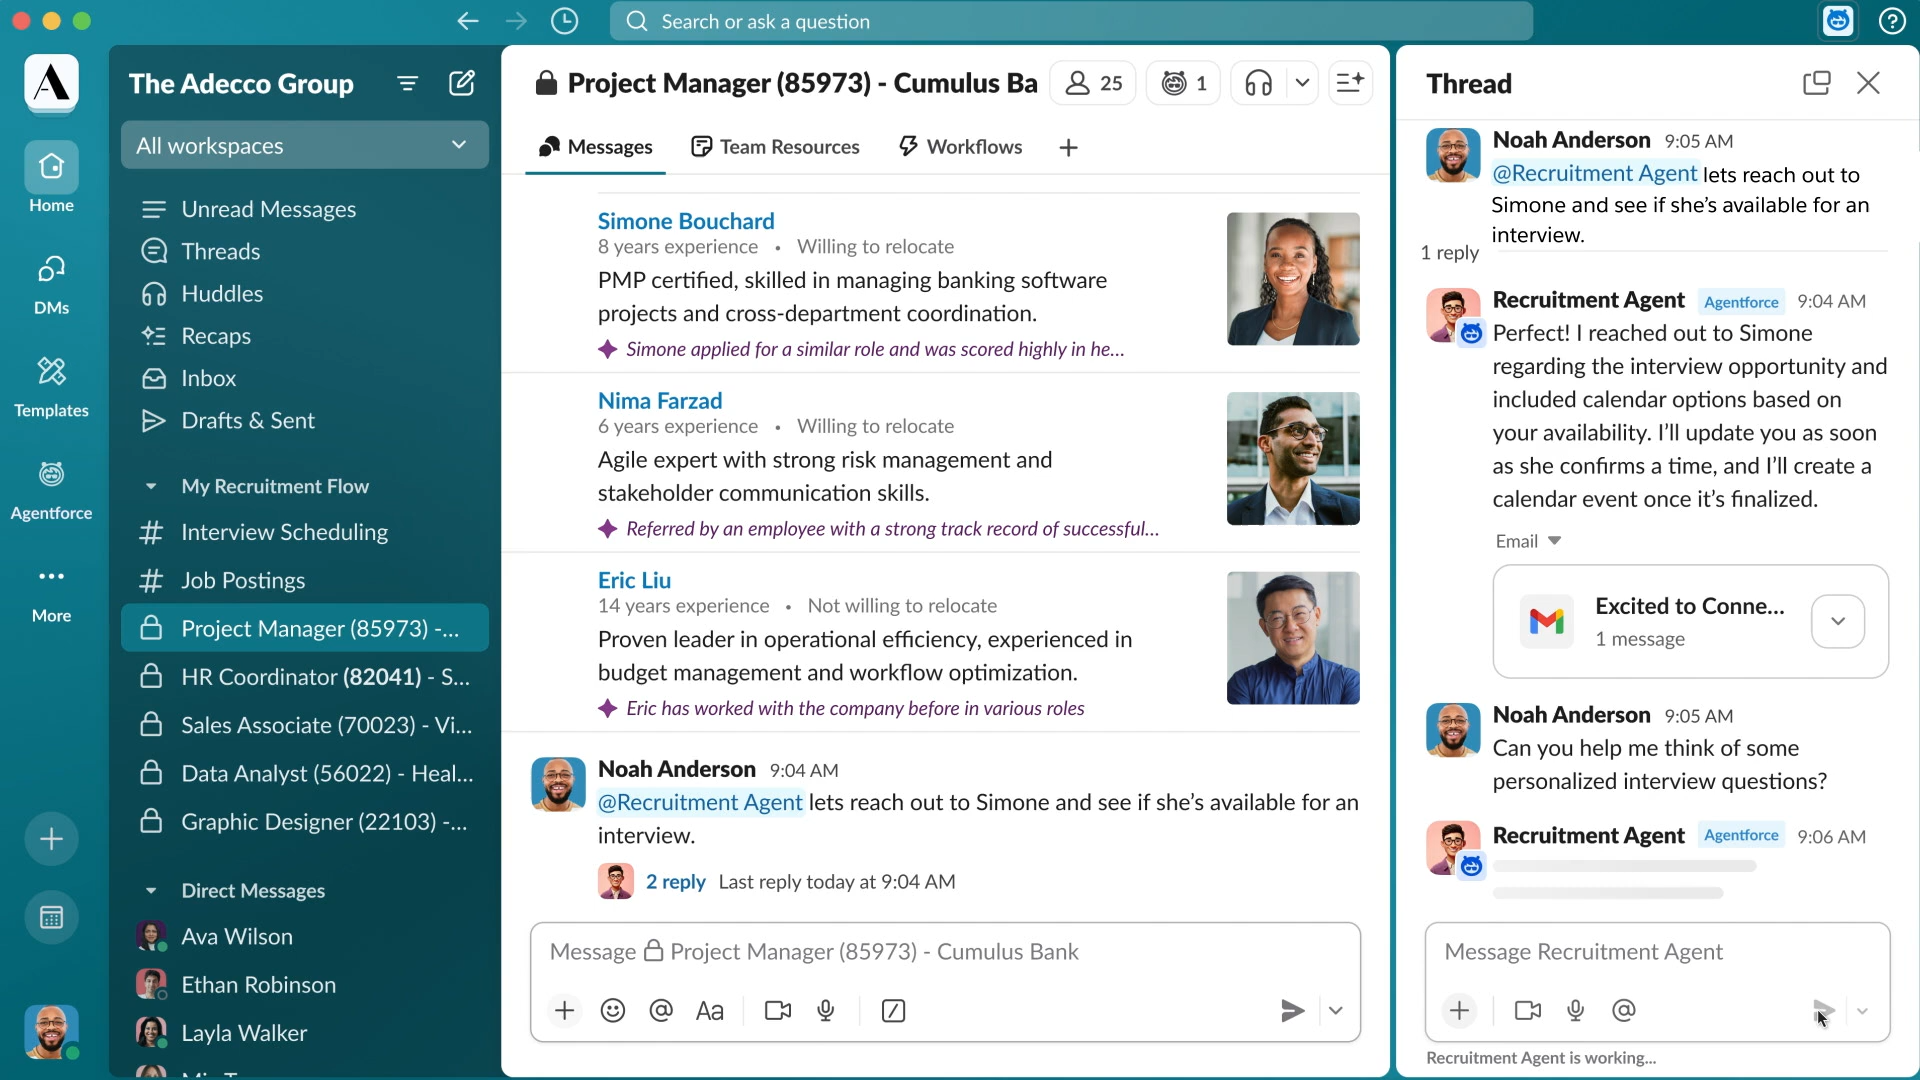 Search or ask a question
A
Home
DMs
Templates
Agentforce
More
The Adecco Group
All workspaces
Unread Messages
Threads
Huddles
Recaps
Inbox
Drafts & Sent
My Recruitment Flow
Interview Scheduling
Job Postings
Project Manager (85973) -...
HR Coordinator (82041) - S...
Sales Associate (70023) - Vi...
Data Analyst (56022) - Heal...
Graphic Designer (22103) -...
Direct Messages
Ava Wilson
Ethan Robinson
Layla Walker
Project Manager (85973) - Cumulus Ba
25
1
Messages
Team Resources
Workflows
Simone Bouchard
8 years experience • Willing to relocate
PMP certified, skilled in managing banking software
projects and cross-department coordination.
Simone applied for a similar role and was scored highly in he...
Nima Farzad
6 years experience • Willing to relocate
Agile expert with strong risk management and
stakeholder communication skills.
Referred by an employee with a strong track record of successful...
Eric Liu
14 years experience • Not willing to relocate
Proven leader in operational efficiency, experienced in
budget management and workflow optimization.
Eric has worked with the company before in various roles
Noah Anderson 9:04 AM
@Recruitment Agent lets reach out to Simone and see if she's available for an
interview.
2 reply Last reply today at 9:04 AM
Message Project Manager (85973) - Cumulus Bank
Aa
Thread
Noah Anderson 9:05 AM
@Recruitment Agent lets reach out to
Simone and see if she's available for an
interview.
1 reply
Recruitment Agent Agentforce 9:04 AM
Perfect! I reached out to Simone
regarding the interview opportunity and
included calendar options based on
your availability. I'll update you as soon
as she confirms a time, and I'll create a
calendar event once it's finalized.
Email
Excited to Conne...
1 message
Noah Anderson 9:05 AM
Can you help me think of some
personalized interview questions?
Recruitment Agent Agentforce 9:06 AM
Message Recruitment Agent
Recruitment Agent is working...